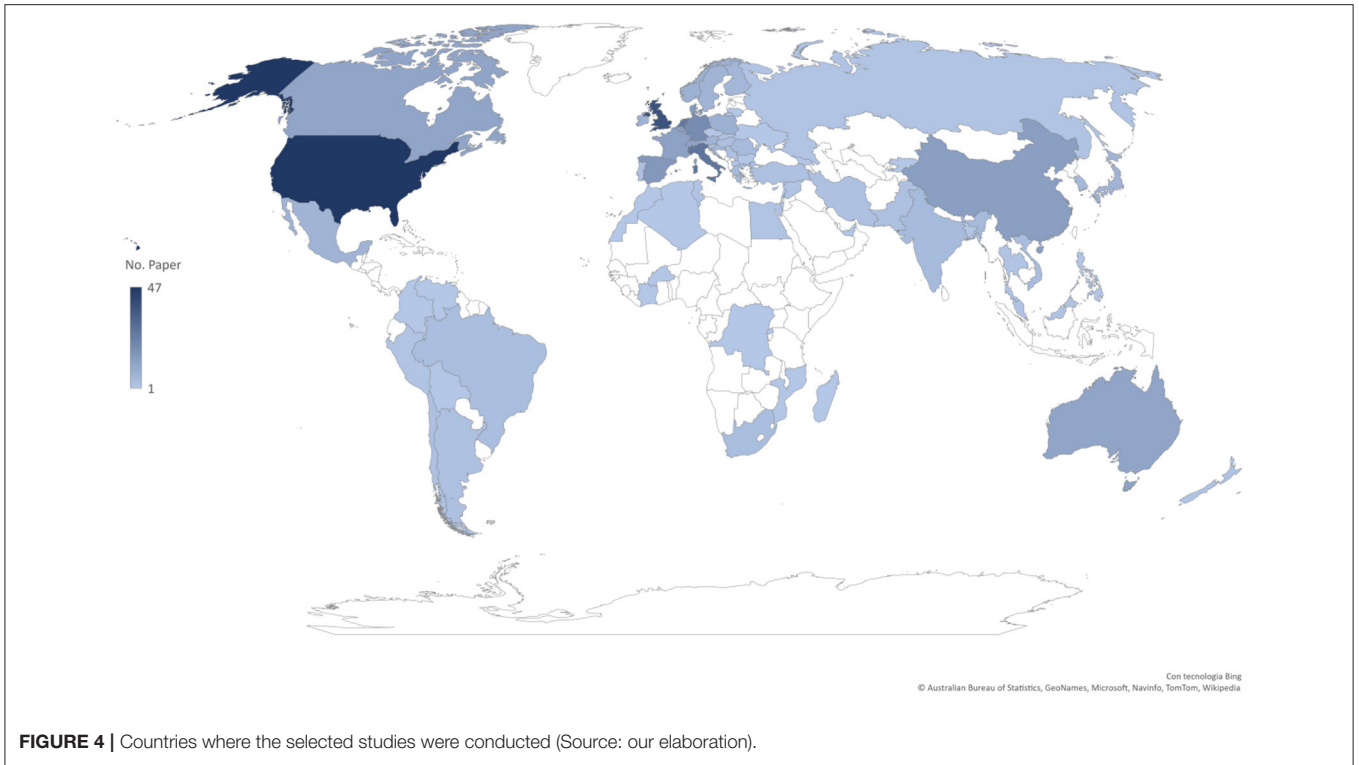 No. Paper
47
1
Con tecnologia Bing
© Australian Bureau of Statistics, GeoNames, Microsoft, Navinfo, TomTom, Wikipedia
FIGURE 4 | Countries where the selected studies were conducted (Source: our elaboration).